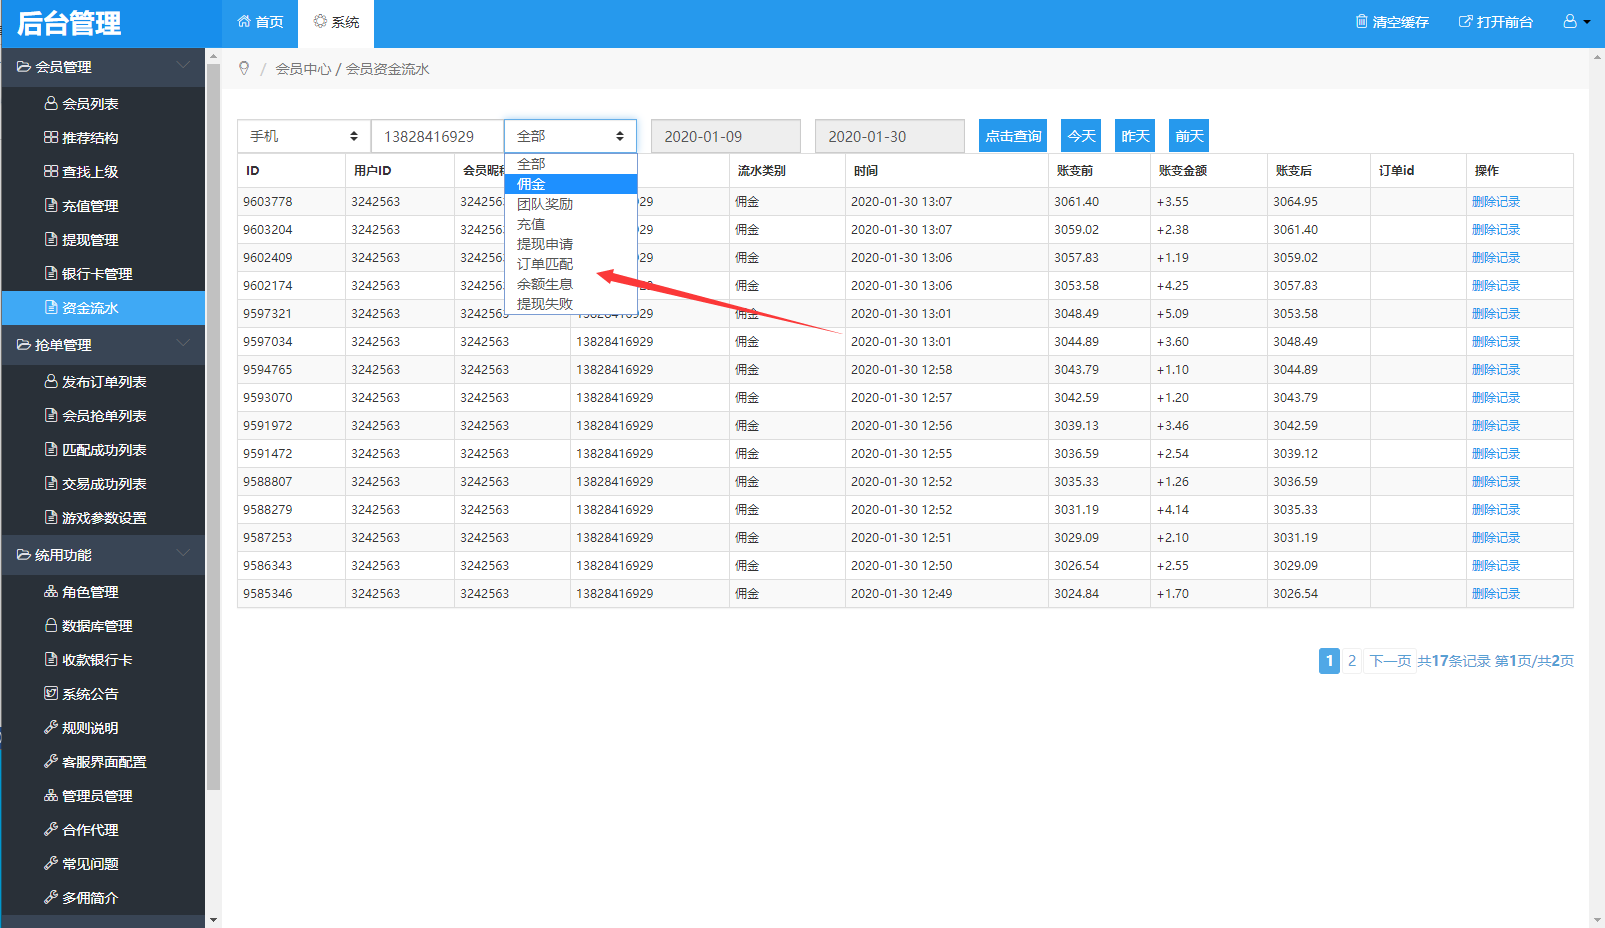 后台管理
首页
系统
清空缓存
打开前台
会员管理
会员列表
推荐结构
查找上级
充值管理
提现管理
银行卡管理
资金流水
抢单管理
发布订单列表
会员抢单列表
匹配成功列表
交易成功列表
游戏参数设置
统用功能
角色管理
数据库管理
收款银行卡
系统公告
规则说明
客服界面配置
管理员管理
合作代理
常见问题
多佣简介
/ 会员中心 / 会员资金流水
手机 13828416929 全部 2020-01-09 2020-01-30 点击查询 今天 昨天 前天
全部
佣金
团队奖励
充值
提现申请
订单匹配
余额生息
提现失败
ID 用户ID 会员昵 流水类别 时间 账变前 账变金额 账变后 订单id 操作
9603778 3242563 324256 929 佣金 2020-01-30 13:07 3061.40 +3.55 3064.95 删除记录
9603204 3242563 324256 929 佣金 2020-01-30 13:07 3059.02 +2.38 3061.40 删除记录
9602409 3242563 324256 929 佣金 2020-01-30 13:06 3057.83 +1.19 3059.02 删除记录
9602174 3242563 324256 佣金 2020-01-30 13:06 3053.58 +4.25 3057.83 删除记录
9597321 3242563 3242563 13828416929 佣金 2020-01-30 13:01 3048.49 +5.09 3053.58 删除记录
9597034 3242563 3242563 13828416929 佣金 2020-01-30 13:01 3044.89 +3.60 3048.49 删除记录
9594765 3242563 3242563 13828416929 佣金 2020-01-30 12:58 3043.79 +1.10 3044.89 删除记录
9593070 3242563 3242563 13828416929 佣金 2020-01-30 12:57 3042.59 +1.20 3043.79 删除记录
9591972 3242563 3242563 13828416929 佣金 2020-01-30 12:56 3039.13 +3.46 3042.59 删除记录
9591472 3242563 3242563 13828416929 佣金 2020-01-30 12:55 3036.59 +2.54 3039.12 删除记录
9588807 3242563 3242563 13828416929 佣金 2020-01-30 12:52 3035.33 +1.26 3036.59 删除记录
9588279 3242563 3242563 13828416929 佣金 2020-01-30 12:52 3031.19 +4.14 3035.33 删除记录
9587253 3242563 3242563 13828416929 佣金 2020-01-30 12:51 3029.09 +2.10 3031.19 删除记录
9586343 3242563 3242563 13828416929 佣金 2020-01-30 12:50 3026.54 +2.55 3029.09 删除记录
9585346 3242563 3242563 13828416929 佣金 2020-01-30 12:49 3024.84 +1.70 3026.54 删除记录
1 2 下一页 共17条记录 第1页/共2页